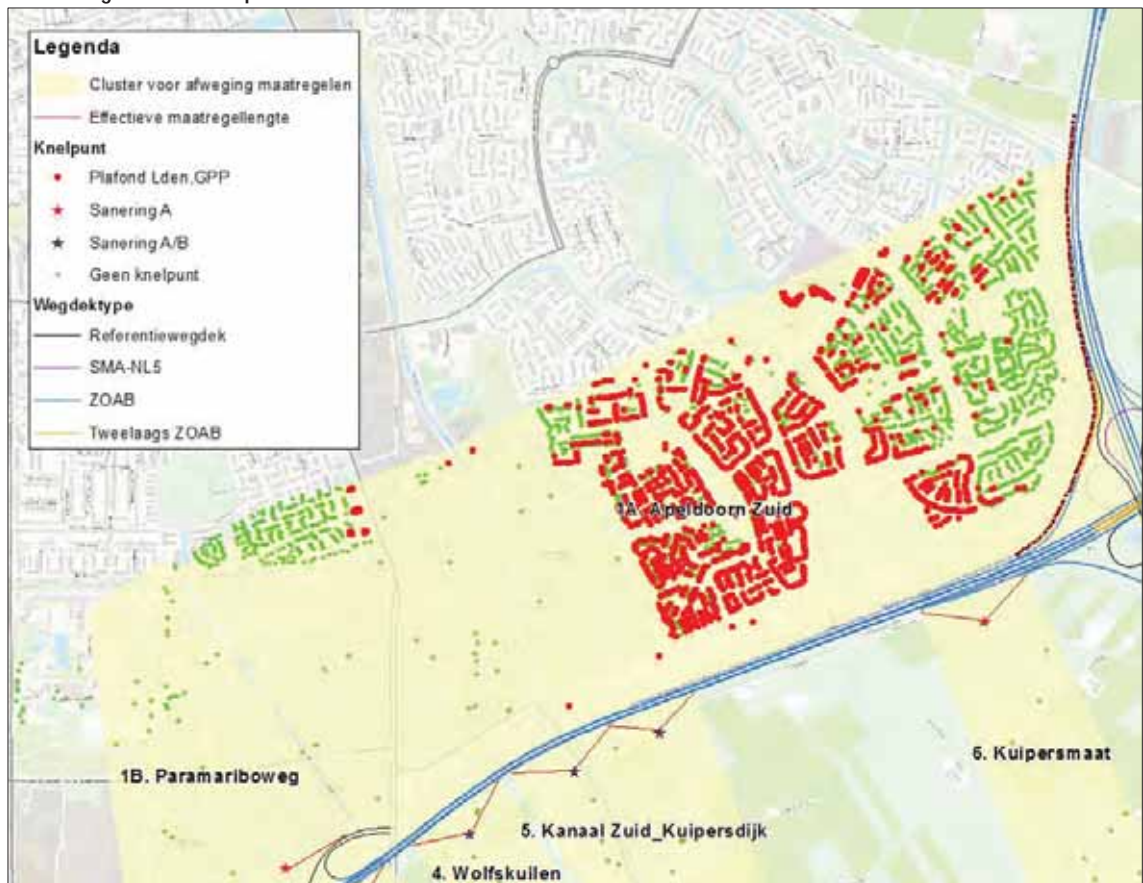 Legenda
Cluster voor afweging maatregelen
Effectieve maatregellengte
Knelpunt
Plafond Lden,GPP
Sanering A
Sanering A/B
Geen knelpunt
Wegdektype
Referentiewegdek
SMA-NL5
ZOAB
Tweelaags ZOAB
1A. Apeldoorn Zuid
1B. Paramariboweg
6. Kuipersmaat
5. Kanaal Zuid_Kuipersdijk
4. Wolfskuilen